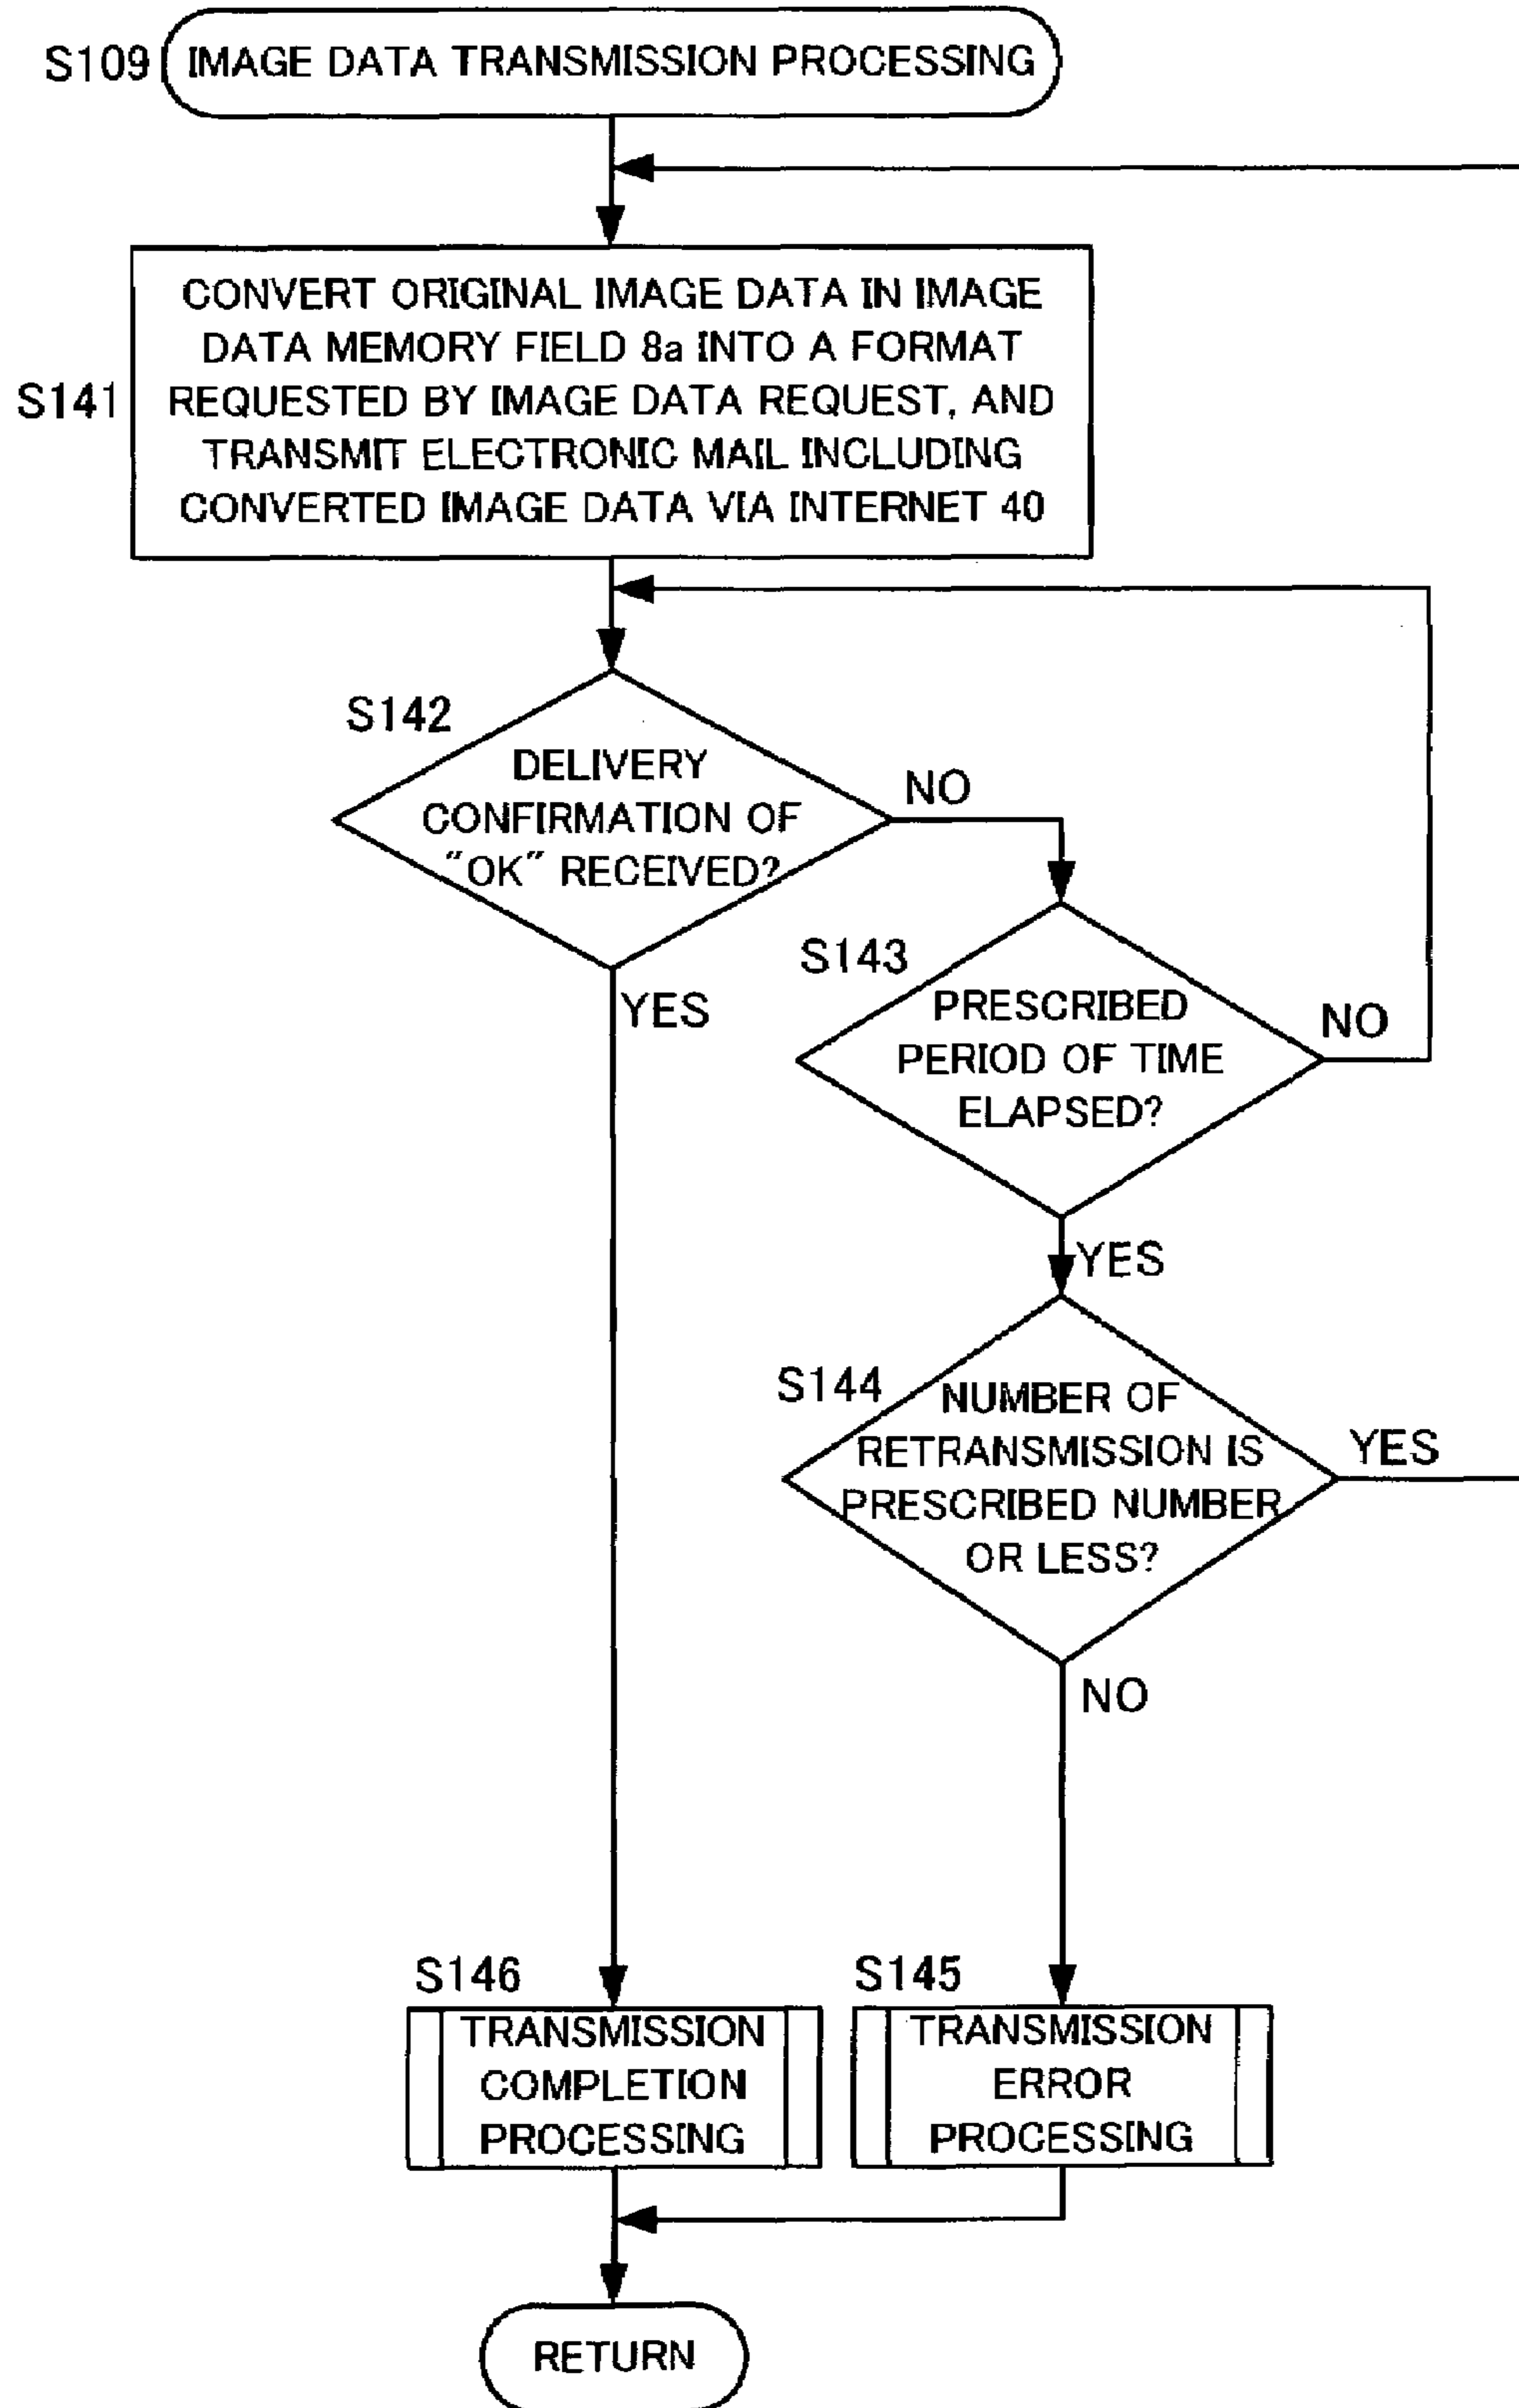 S109
IMAGE DATA TRANSMISSION PROCESSING
S141
CONVERT ORIGINAL IMAGE DATA IN IMAGE
DATA MEMORY FIELD 8a INTO A FORMAT
REQUESTED BY IMAGE DATA REQUEST, AND
TRANSMIT ELECTRONIC MAIL INCLUDING
CONVERTED IMAGE DATA VIA INTERNET 40
S142
DELIVERY
CONFIRMATION OF
"OK" RECEIVED?
NO
YES
S143
PRESCRIBED
PERIOD OF TIME
ELAPSED?
NO
YES
S144
NUMBER OF
RETRANSMISSION IS
PRESCRIBED NUMBER
OR LESS?
YES
NO
S146
TRANSMISSION
COMPLETION
PROCESSING
S145
TRANSMISSION
ERROR
PROCESSING
RETURN